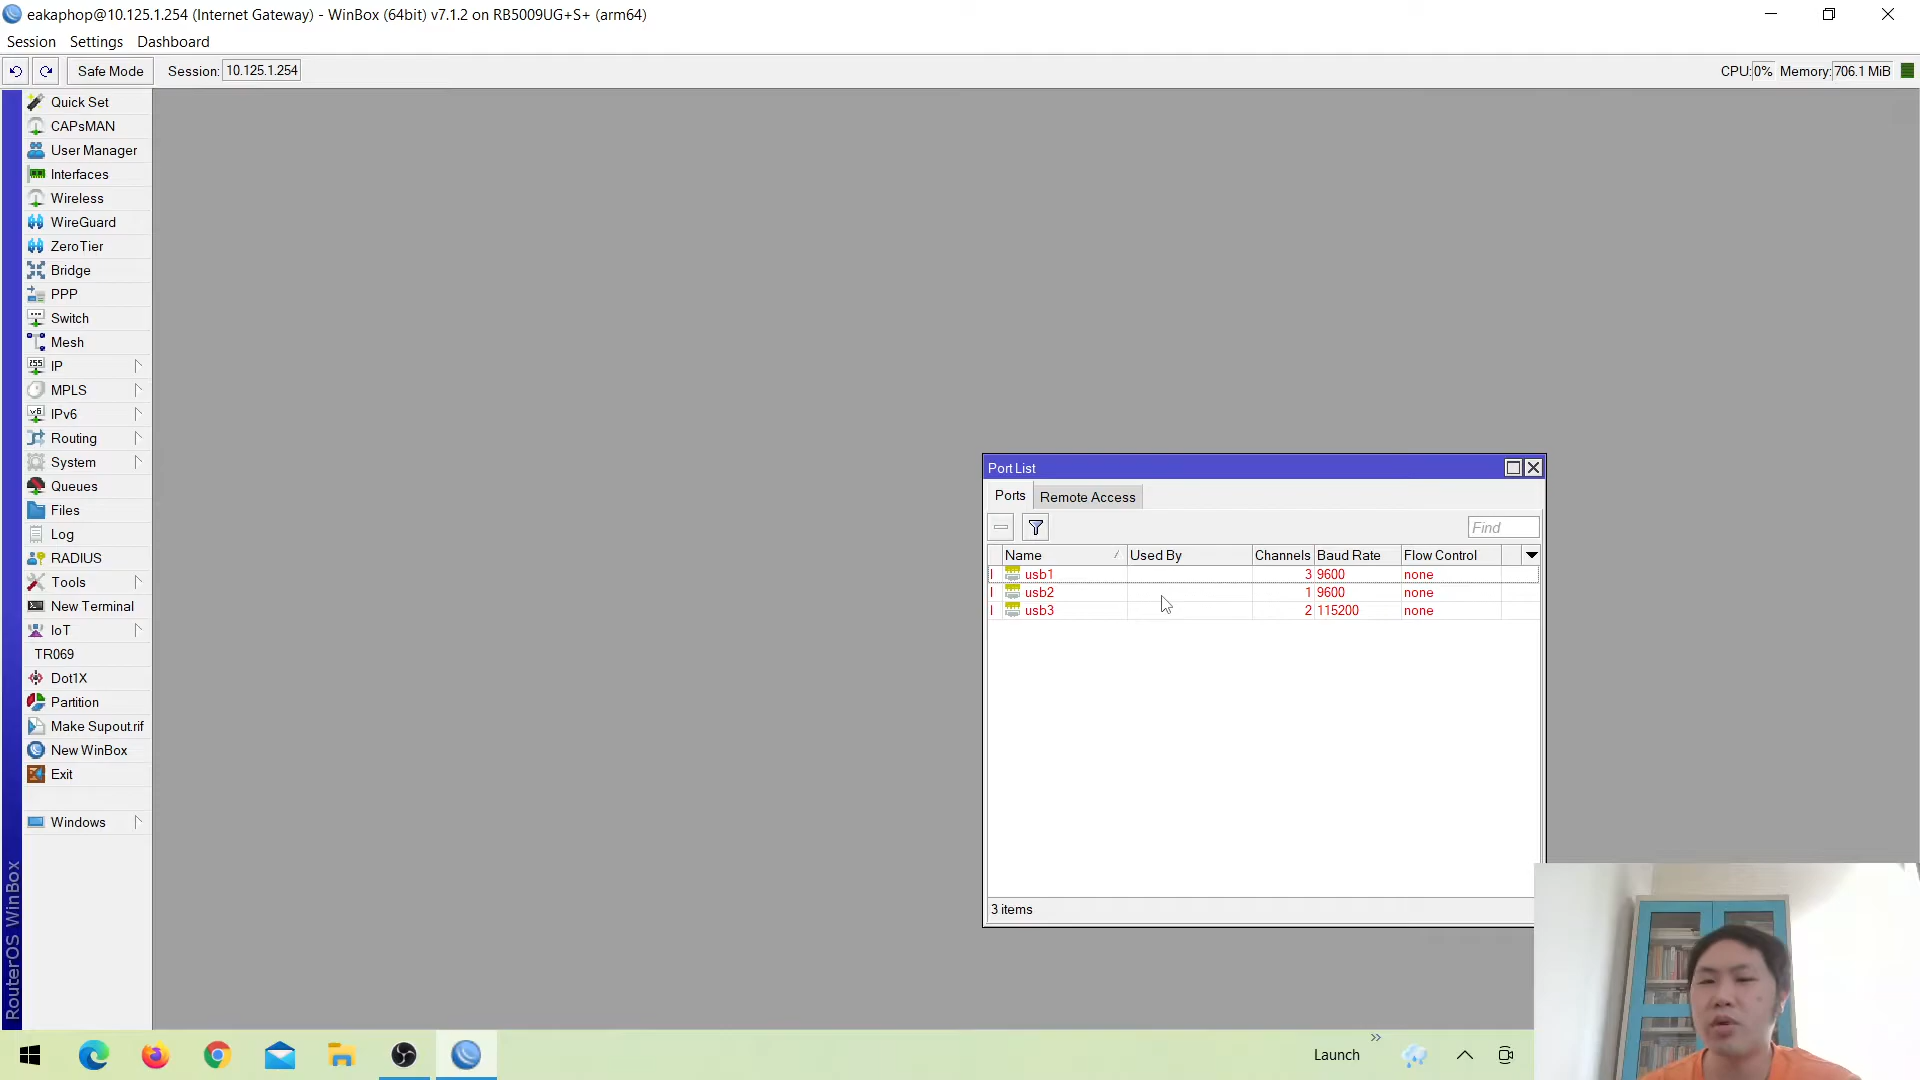 eakaphop@10.125.1.254 (Internet Gateway) - WinBox (64bit) v7.1.2 on RB5009UG+S+ (arm64)
Session Settings Dashboard
Safe Mode Session: 10.125.1.254 CPU: 0% Memory: 706.1 MiB
Quick Set
CAPsMAN
User Manager
Interfaces
Wireless
WireGuard
ZeroTier
Bridge
PPP
Switch
Mesh
IP
MPLS
IPv6
Routing
System
Queues
Files
Log
RADIUS
Tools
New Terminal
IoT
TR069
Dot1X
Partition
Make Supout.rif
New WinBox
Exit
Windows
RouterOS WinBox
Port List
Ports Remote Access
Find
Name Used By Channels Baud Rate Flow Control
I usb1 3 9600 none
I usb2 1 9600 none
I usb3 2 115200 none
3 items
Launch